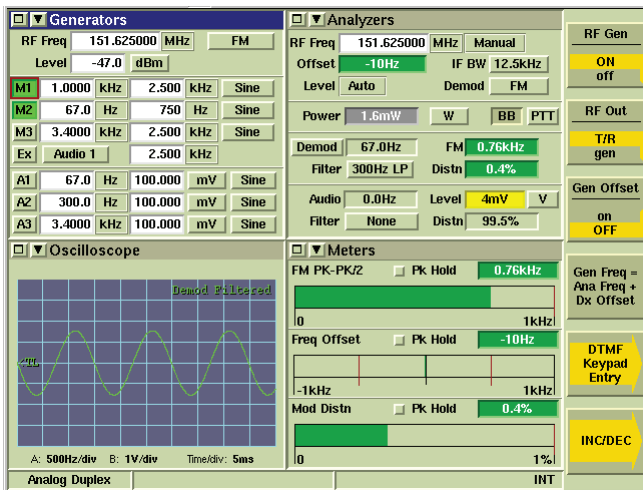 Generators
RF Freq 151.625000 MHz FM
Level -47.0 dBm
M1 1.0000 kHz 2.500 kHz Sine
M2 67.0 Hz 750 Hz Sine
M3 3.4000 kHz 2.500 kHz Sine
Ex Audio 1 2.500 kHz
A1 67.0 Hz 100.000 mV Sine
A2 300.0 Hz 100.000 mV Sine
A3 3.4000 kHz 100.000 mV Sine
Analyzers
RF Freq 151.625000 MHz Manual
Offset -10Hz IF BW 12.5kHz
Level Auto Demod FM
Power 1.6mW W BB PTT
Demod 67.0Hz FM 0.76kHz
Filter 300Hz LP Distn 0.4%
Audio 0.0Hz Level 4mV V
Filter None Distn 99.5%
Oscilloscope
Demod Filtered
<TL
A: 500Hz/div B: 1V/div Time/div: 5ms
Meters
FM PK-PK/2 Pk Hold 0.76kHz
0 1kHz
Freq Offset Pk Hold -10Hz
-1kHz 1kHz
Mod Distn Pk Hold 0.4%
0 1%
Analog Duplex INT
RF Gen
ON
off
RF Out
T/R
gen
Gen Offset
on
OFF
Gen Freq =
Ana Freq +
Dx Offset
DTMF
Keypad
Entry
INC/DEC